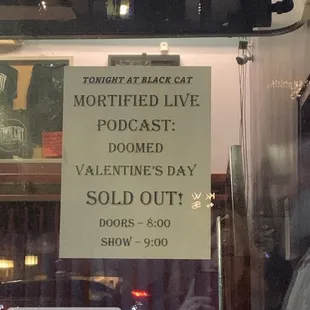 TONIGHT AT BLACK CAT
MORTIFIED LIVE
PODCAST:
DOOMED
VALENTINE'S DAY
SOLD OUT!
DOORS – 8:00
SHOW – 9:00